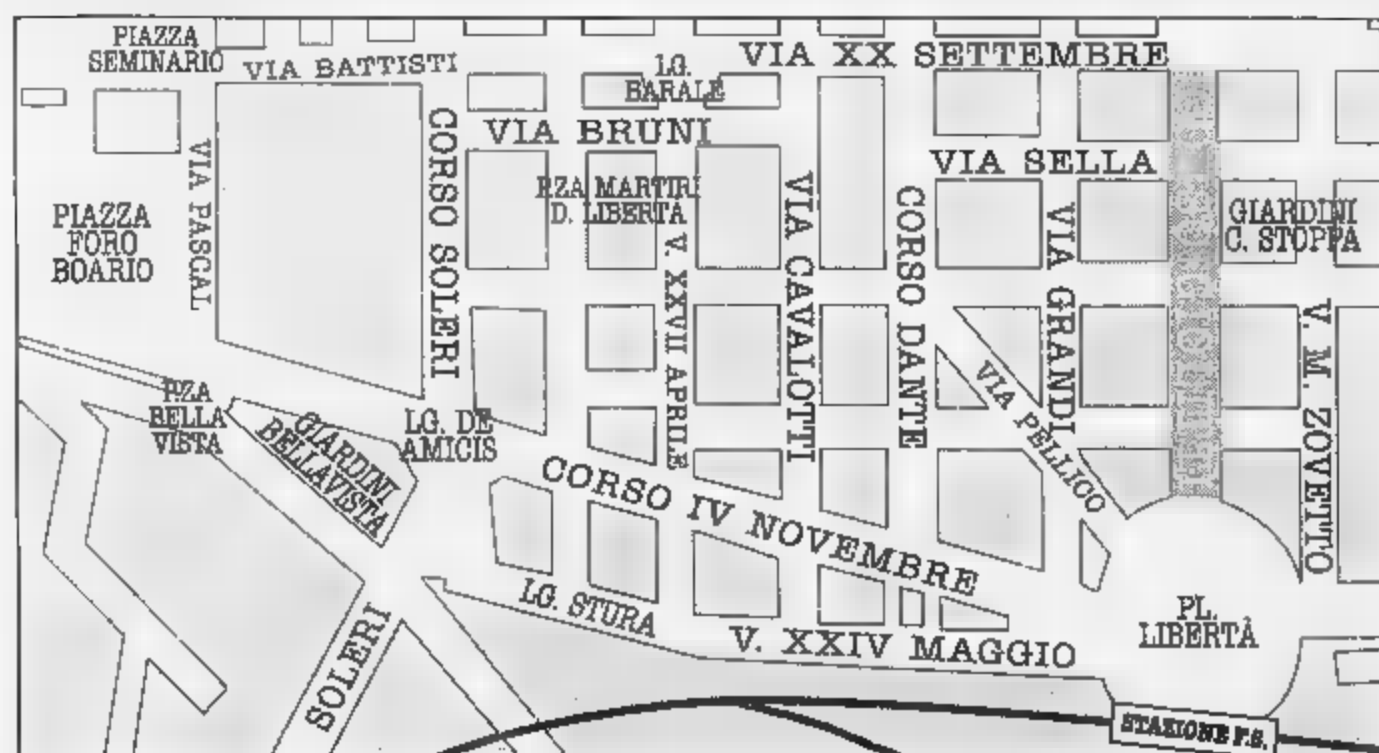 PIAZZA
SEMINARIO
VIA BATTISTI
LG.
BARALE
VIA XX SETTEMBRE
VIA BRUNI
VIA SELLA
CORSO SOLERI
VIA PASCAL
P.ZA MARTIRI
D. LIBERTÀ
PIAZZA
FORO
BOARIO
V. XXVII APRILE
VIA CAVALOTTI
CORSO DANTE
VIA GRANDI
GIARDINI
C. STOPPA
V. M. ZOVETTO
VIA PELLICO
P.ZA
BELLA
VISTA
GIARDINI
BELLAVISTA
LG. DE
AMICIS
CORSO IV NOVEMBRE
LG. STURA
V. XXIV MAGGIO
PL.
LIBERTÀ
SOLERI
STAZIONE F.S.